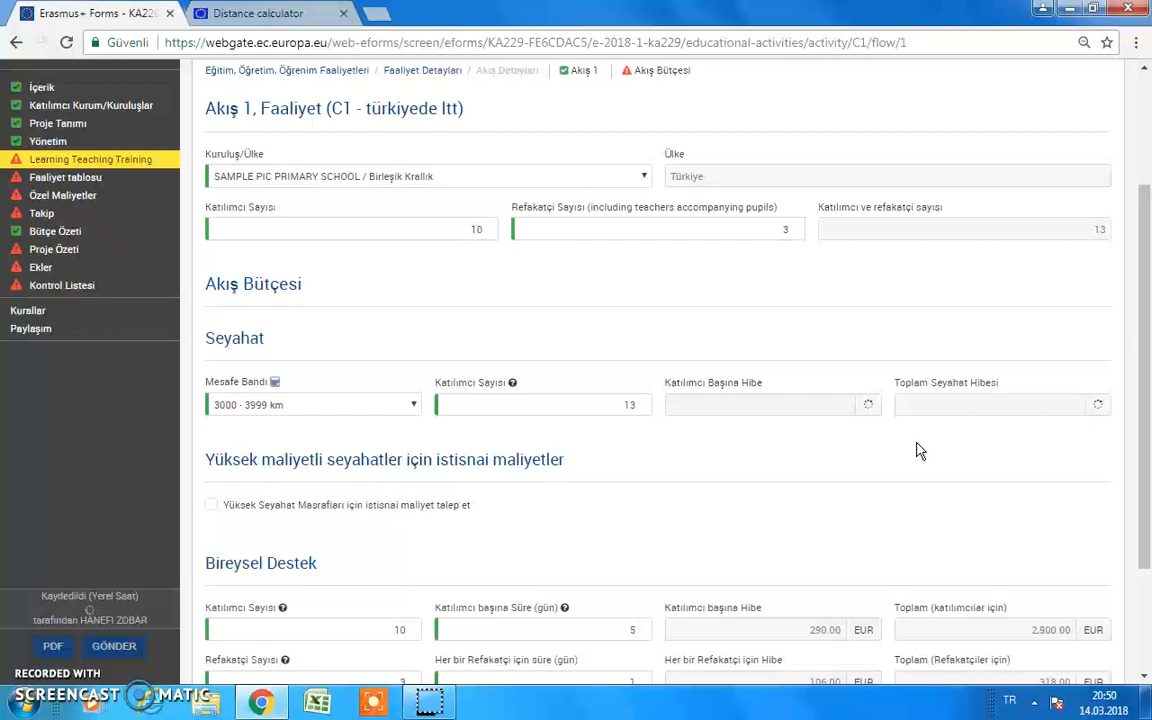 Erasmus+ Forms - KA22
Distance calculator
Güvenli
https://webgate.ec.europa.eu/web-eforms/screen/eforms/KA229-FE6CDAC5/e-2018-1-ka229/educational-activities/activity/C1/flow/1
Eğitim, Öğretim, Öğrenim Faaliyetleri / Faaliyet Detayları / Akış Detayları Akış 1 Akış Bütçesi
İçerik
Katılımcı Kurum/Kuruluşlar
Proje Tanımı
Yönetim
Learning Teaching Training
Faaliyet tablosu
Özel Maliyetler
Takip
Bütçe Özeti
Proje Özeti
Ekler
Kontrol Listesi
Kurallar
Paylaşım
Kaydedildi (Yerel Saat)
tarafından HANEFI ZOBAR
PDF GÖNDER
Akış 1, Faaliyet (C1 - türkiyede ltt)
Kuruluş/Ülke Ülke
SAMPLE PIC PRIMARY SCHOOL / Birleşik Krallık Türkiye
Katılımcı Sayısı Refakatçi Sayısı (including teachers accompanying pupils) Katılımcı ve refakatçi sayısı
10 3 13
Akış Bütçesi
Seyahat
Mesafe Bandı Katılımcı Sayısı Katılımcı Başına Hibe Toplam Seyahat Hibesi
3000 - 3999 km 13
Yüksek maliyetli seyahatler için istisnai maliyetler
Yüksek Seyahat Masrafları için istisnai maliyet talep et
Bireysel Destek
Katılımcı Sayısı Katılımcı başına Süre (gün) Katılımcı başına Hibe Toplam (katılımcılar için)
10 5 290.00 EUR 2,900.00 EUR
Refakatçi Sayısı Her bir Refakatçi için süre (gün) Her bir Refakatçi için Hibe Toplam (Refakatçiler için)
3 1 106.00 EUR 318.00 EUR
RECORDED WITH
SCREENCAST MATIC
TR
20:50
14.03.2018